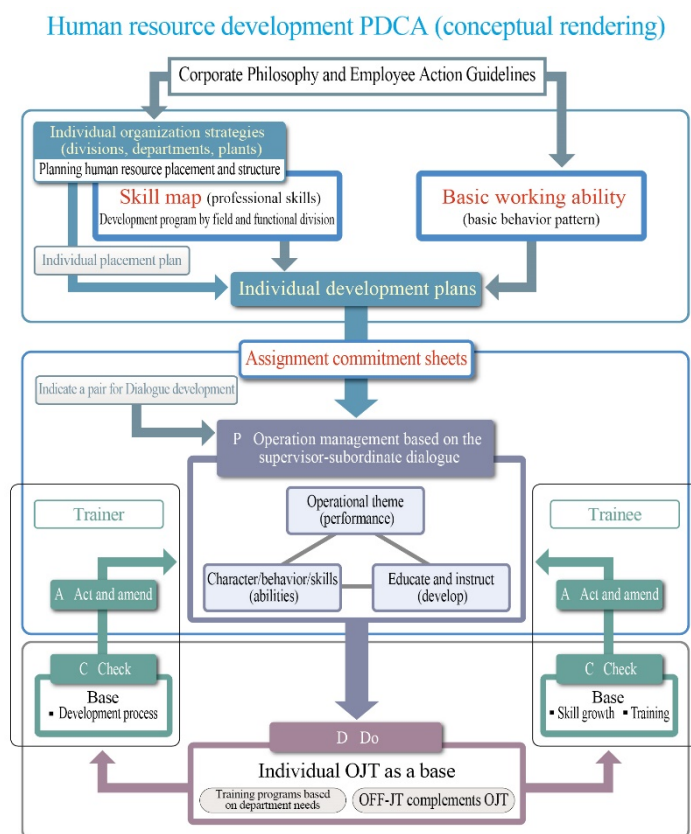 Human resource development PDCA (conceptual rendering)
Corporate Philosophy and Employee Action Guidelines
Individual organization strategies
(divisions, departments, plants)
Planning human resource placement and structure
Skill map (professional skills)
Development program by field and functional division
Basic working ability
(basic behavior pattern)
Individual placement plan
Individual development plans
Assignment commitment sheets
Indicate a pair for Dialogue development
P Operation management based on the
supervisor-subordinate dialogue
Operational theme
(performance)
Character/behavior/skills
(abilities)
Educate and instruct
(develop)
Trainer
A Act and amend
C Check
Base
▪ Development process
Trainee
A Act and amend
C Check
Base
▪ Skill growth ▪ Training
D Do
Individual OJT as a base
Training programs based
on department needs
OFF-JT complements OJT